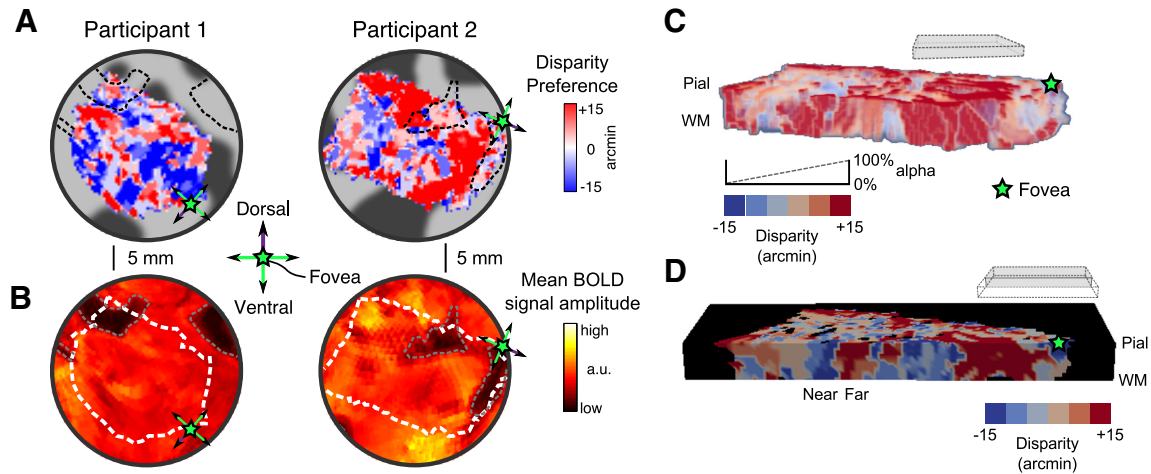 A
Participant 1
Participant 2
Disparity
Preference
+15
0
-15
arcmin
Dorsal
5 mm
5 mm
Fovea
Ventral
B
Mean BOLD
signal amplitude
high
a.u.
low
C
Pial
WM
100%
alpha
0%
Fovea
-15
+15
Disparity
(arcmin)
D
Pial
WM
Near Far
-15
+15
Disparity
(arcmin)